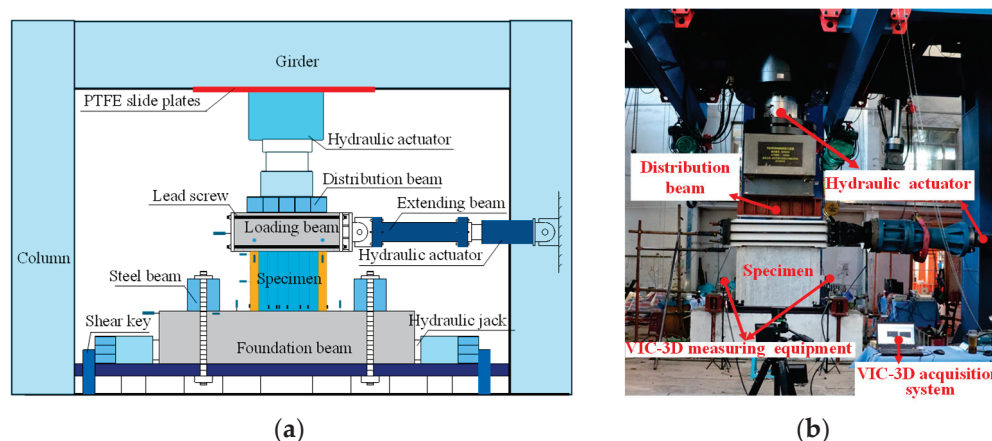 Girder
PTFE slide plates
Hydraulic actuator
Distribution beam
Lead screw
Extending beam
Loading beam
Column
Hydraulic actuator
Specimen
Steel beam
Shear key
Hydraulic jack
Foundation beam
(a)
Distribution
beam
Hydraulic actuator
Specimen
VIC-3D measuring equipment
VIC-3D acquisition
system
(b)